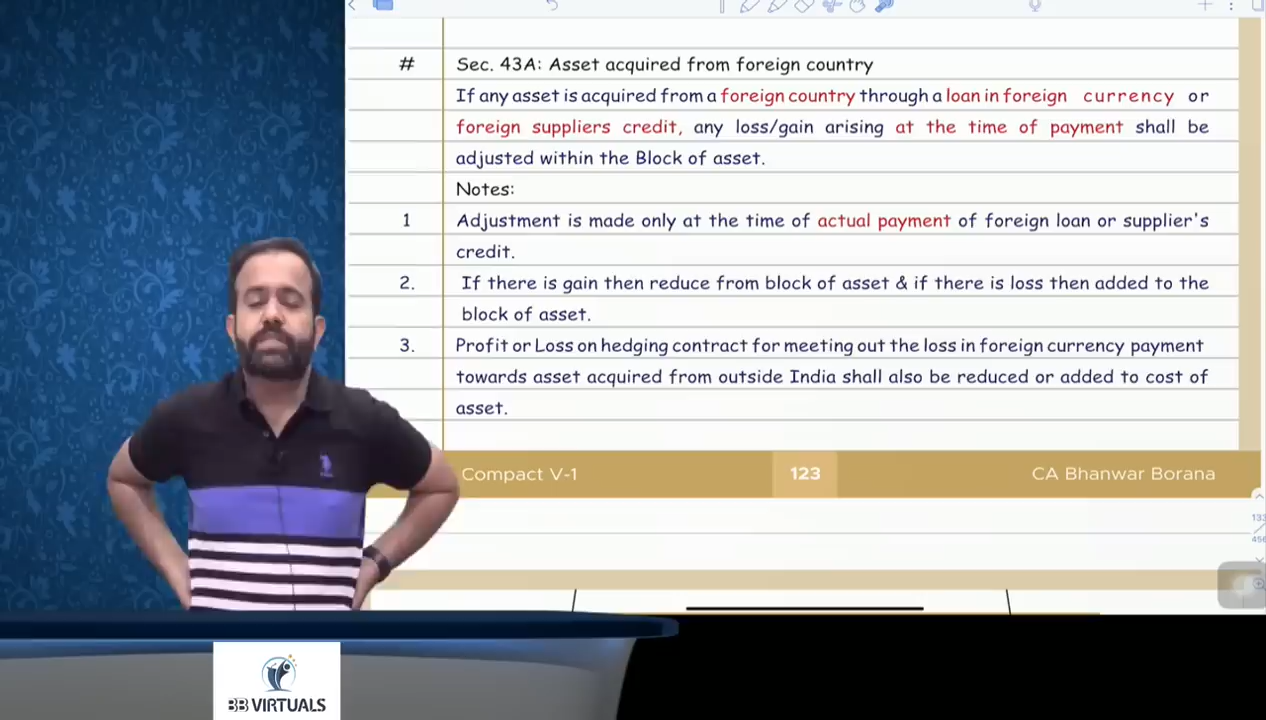 # Sec. 43A: Asset acquired from foreign country
If any asset is acquired from a foreign country through a loan in foreign currency or
foreign suppliers credit, any loss/gain arising at the time of payment shall be
adjusted within the Block of asset.
Notes:
1 Adjustment is made only at the time of actual payment of foreign loan or supplier's
credit.
2. If there is gain then reduce from block of asset & if there is loss then added to the
block of asset.
3. Profit or Loss on hedging contract for meeting out the loss in foreign currency payment
towards asset acquired from outside India shall also be reduced or added to cost of
asset.
Compact V-1 123 CA Bhanwar Borana
133
456
BB VIRTUALS